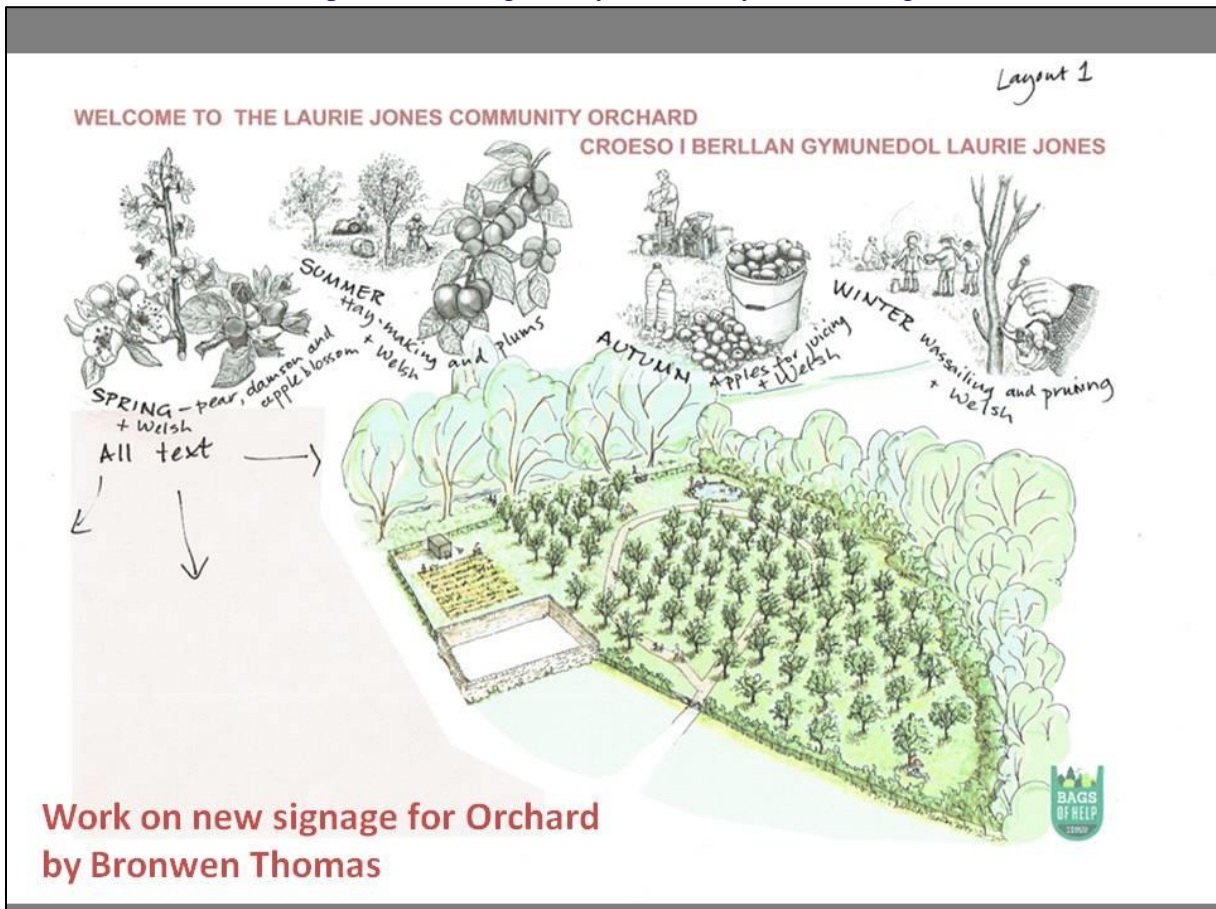 Layout 1
WELCOME TO THE LAURIE JONES COMMUNITY ORCHARD
CROESO I BERLLAN GYMUNEDOL LAURIE JONES
SPRING - pear, damson and
apple blossom
+ Welsh
SUMMER
Hay-making and plums
+ Welsh
AUTUMN
Apples for juicing
+ Welsh
WINTER wassailing and pruning
+ Welsh
All text
BAGS
OF HELP
TESCO
Work on new signage for Orchard
by Bronwen Thomas